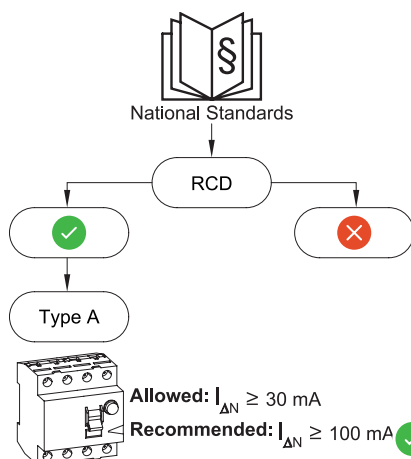 §
National Standards
RCD
Type A
Allowed: IΔN ≥ 30 mA
Recommended: IΔN ≥ 100 mA